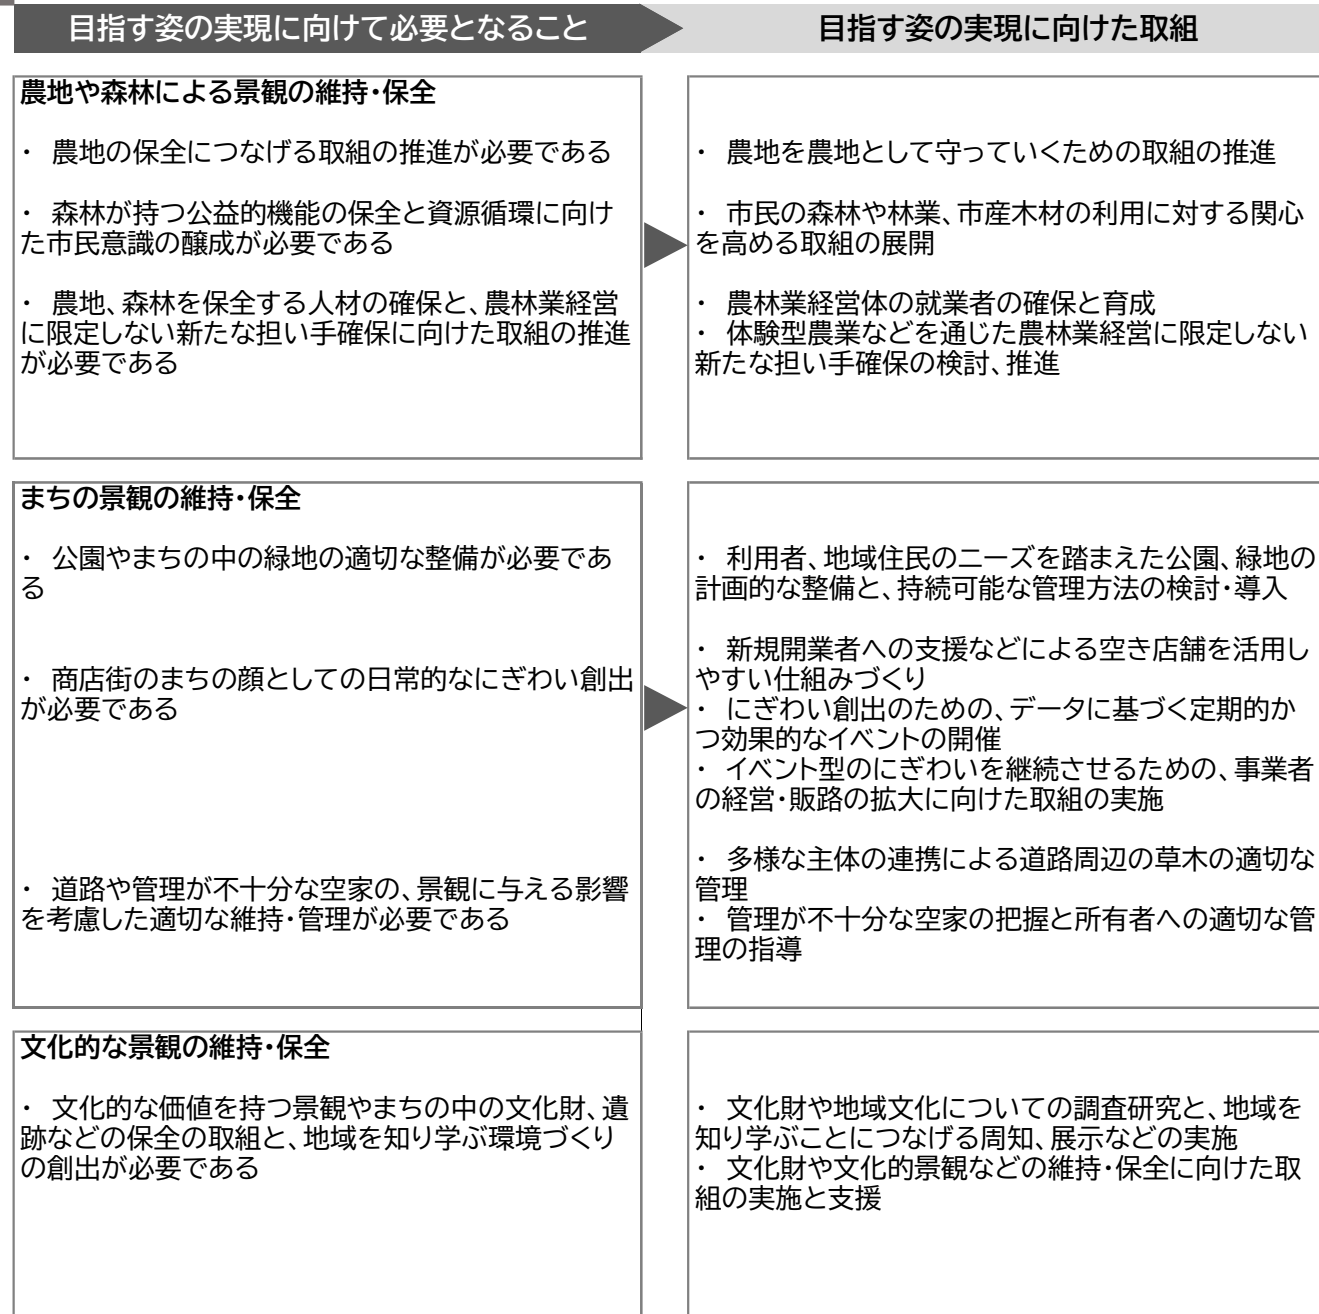 目指す姿の実現に向けて必要となること
目指す姿の実現に向けた取組
農地や森林による景観の維持・保全
・ 農地の保全につなげる取組の推進が必要である
・ 森林が持つ公益的機能の保全と資源循環に向け
た市民意識の醸成が必要である
・ 農地、森林を保全する人材の確保と、農林業経営
に限定しない新たな担い手確保に向けた取組の推進
が必要である
・ 農地を農地として守っていくための取組の推進
・ 市民の森林や林業、市産木材の利用に対する関心
を高める取組の展開
・ 農林業経営体の就業者の確保と育成
・ 体験型農業などを通じた農林業経営に限定しない
新たな担い手確保の検討、推進
まちの景観の維持・保全
・ 公園やまちの中の緑地の適切な整備が必要であ
る
・ 商店街のまちの顔としての日常的なにぎわい創出
が必要である
・ 道路や管理が不十分な空家の、景観に与える影響
を考慮した適切な維持・管理が必要である
・ 利用者、地域住民のニーズを踏まえた公園、緑地の
計画的な整備と、持続可能な管理方法の検討・導入
・ 新規開業者への支援などによる空き店舗を活用し
やすい仕組みづくり
・ にぎわい創出のための、データに基づく定期的か
つ効果的なイベントの開催
・ イベント型のにぎわいを継続させるための、事業者
の経営・販路の拡大に向けた取組の実施
・ 多様な主体の連携による道路周辺の草木の適切な
管理
・ 管理が不十分な空家の把握と所有者への適切な管
理の指導
文化的な景観の維持・保全
・ 文化的な価値を持つ景観やまちの中の文化財、遺
跡などの保全の取組と、地域を知り学ぶ環境づくり
の創出が必要である
・ 文化財や地域文化についての調査研究と、地域を
知り学ぶことにつなげる周知、展示などの実施
・ 文化財や文化的景観などの維持・保全に向けた取
組の実施と支援